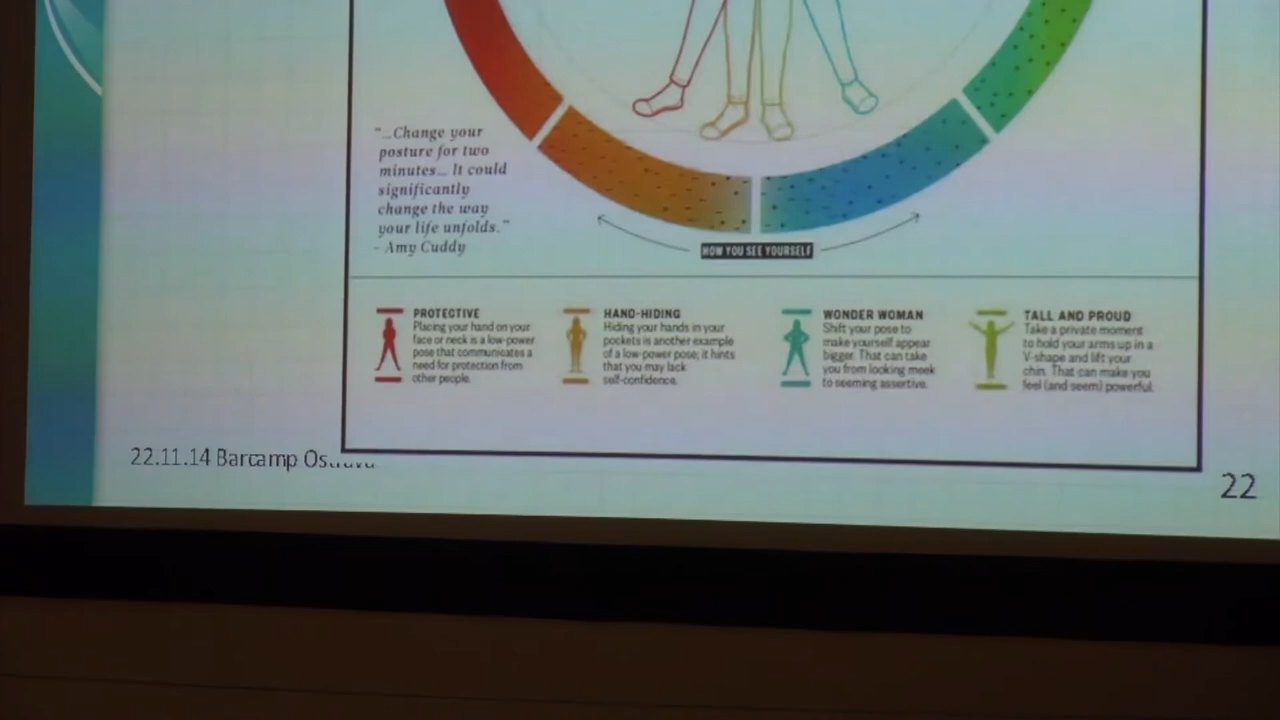 "...Change your
posture for two
minutes... It could
significantly
change the way
your life unfolds."
- Amy Cuddy
HOW YOU SEE YOURSELF
PROTECTIVE
Placing your hand on your
face or neck is a low-power
pose that communicates a
need for protection from
other people.
HAND-HIDING
Hiding your hands in your
pockets is another example
of a low-power pose; it hints
that you may lack
self-confidence.
WONDER WOMAN
Shift your pose to
make yourself appear
bigger. That can take
you from looking meek
to seeming assertive.
TALL AND PROUD
Take a private moment
to hold your arms up in a
V-shape and lift your
chin. That can make you
feel (and seem) powerful.
22.11.14 Barcamp
22